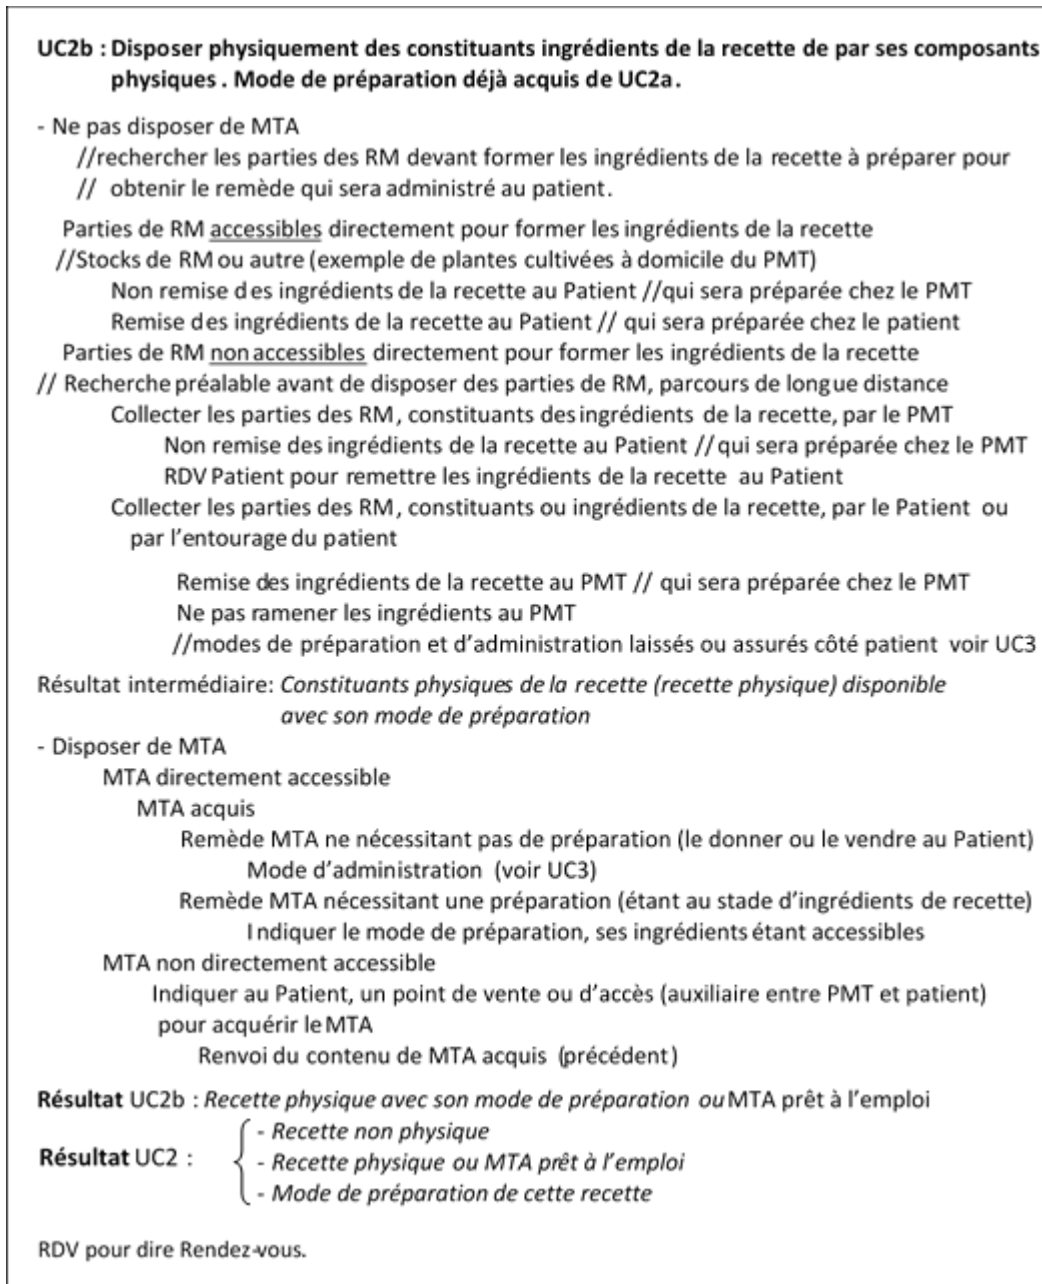 UC2b : Disposer physiquement des constituants ingrédients de la recette de par ses composants
physiques . Mode de préparation déjà acquis de UC2a.
- Ne pas disposer de MTA
//rechercher les parties des RM devant former les ingrédients de la recette à préparer pour
// obtenir le remède qui sera administré au patient.
Parties de RM accessibles directement pour former les ingrédients de la recette
//Stocks de RM ou autre (exemple de plantes cultivées à domicile du PMT)
Non remise des ingrédients de la recette au Patient //qui sera préparée chez le PMT
Remise des ingrédients de la recette au Patient // qui sera préparée chez le patient
Parties de RM non accessibles directement pour former les ingrédients de la recette
// Recherche préalable avant de disposer des parties de RM, parcours de longue distance
Collecter les parties des RM, constituants des ingrédients de la recette, par le PMT
Non remise des ingrédients de la recette au Patient // qui sera préparée chez le PMT
RDV Patient pour remettre les ingrédients de la recette au Patient
Collecter les parties des RM, constituants ou ingrédients de la recette, par le Patient ou
par l'entourage du patient
Remise des ingrédients de la recette au PMT // qui sera préparée chez le PMT
Ne pas ramener les ingrédients au PMT
//modes de préparation et d'administration laissés ou assurés côté patient voir UC3
Résultat intermédiaire: Constituants physiques de la recette (recette physique) disponible
avec son mode de préparation
- Disposer de MTA
MTA directement accessible
MTA acquis
Remède MTA ne nécessitant pas de préparation (le donner ou le vendre au Patient)
Mode d'administration (voir UC3)
Remède MTA nécessitant une préparation (étant au stade d'ingrédients de recette)
Indiquer le mode de préparation, ses ingrédients étant accessibles
MTA non directement accessible
Indiquer au Patient, un point de vente ou d'accès (auxiliaire entre PMT et patient)
pour acquérir le MTA
Renvoi du contenu de MTA acquis (précédent)
Résultat UC2b : Recette physique avec son mode de préparation ou MTA prêt à l'emploi
Résultat UC2 :
- Recette non physique
- Recette physique ou MTA prêt à l'emploi
- Mode de préparation de cette recette
RDV pour dire Rendez-vous.